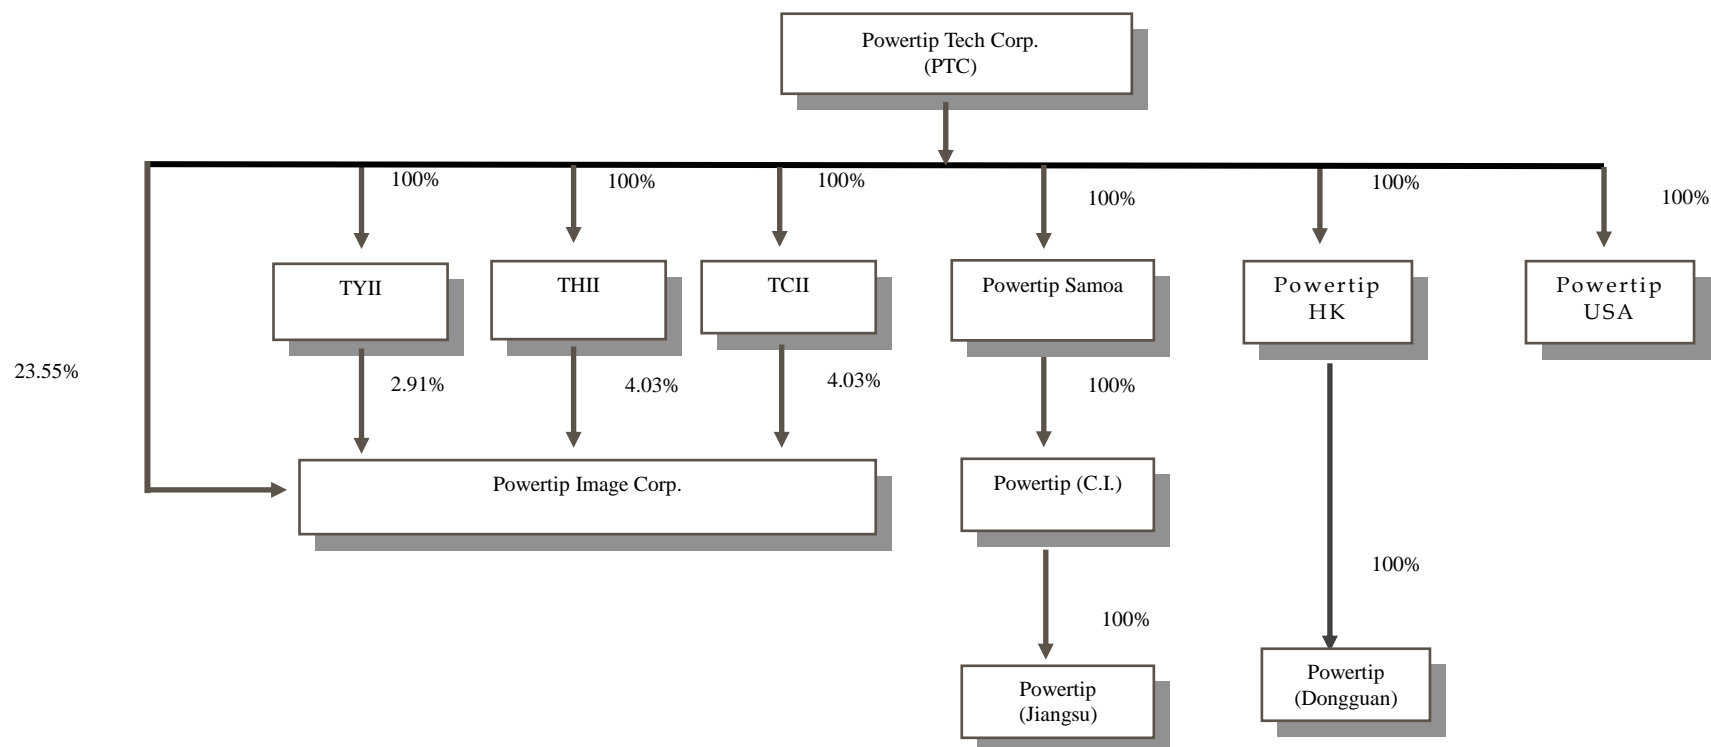 Powertip Tech Corp.
(PTC)
100%
100%
100%
100%
100%
100%
TYII
THII
TCII
Powertip Samoa
Powertip
HK
Powertip
USA
23.55%
2.91%
4.03%
4.03%
100%
Powertip Image Corp.
Powertip (C.I.)
100%
100%
Powertip
(Jiangsu)
Powertip
(Dongguan)